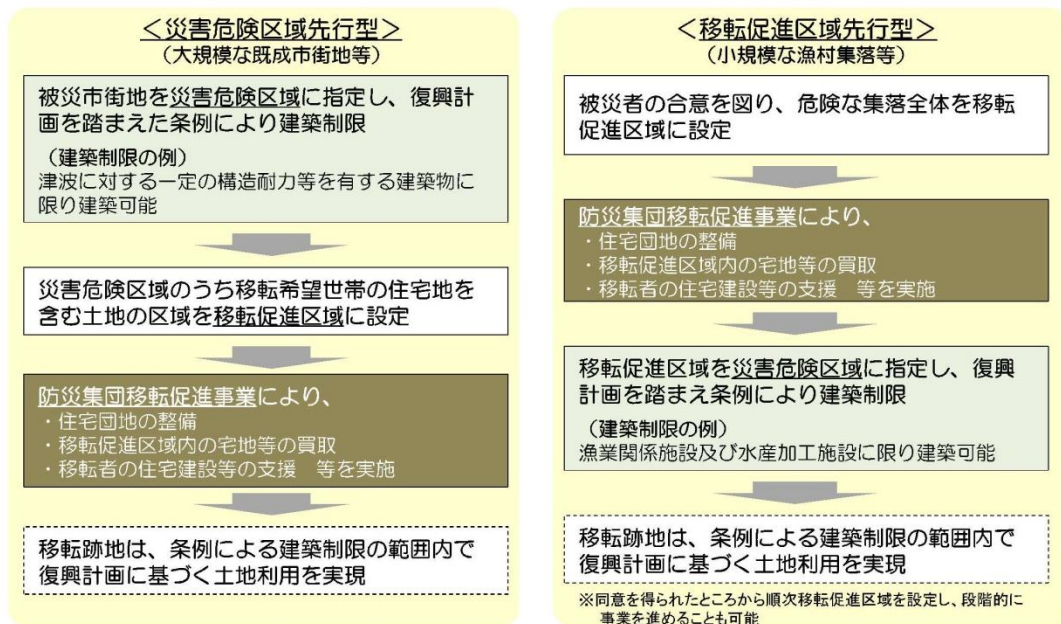 <災害危険区域先行型>
(大規模な既成市街地等)
被災市街地を災害危険区域に指定し、復興計
画を踏まえた条例により建築制限
(建築制限の例)
津波に対する一定の構造耐力等を有する建築物に
限り建築可能
災害危険区域のうち移転希望世帯の住宅地を
含む土地の区域を移転促進区域に設定
防災集団移転促進事業により、
・住宅団地の整備
・移転促進区域内の宅地等の買取
・移転者の住宅建設等の支援 等を実施
移転跡地は、条例による建築制限の範囲内で
復興計画に基づく土地利用を実現
<移転促進区域先行型>
(小規模な漁村集落等)
被災者の合意を図り、危険な集落全体を移転
促進区域に設定
防災集団移転促進事業により、
・住宅団地の整備
・移転促進区域内の宅地等の買取
・移転者の住宅建設等の支援 等を実施
移転促進区域を災害危険区域に指定し、復興
計画を踏まえ条例により建築制限
(建築制限の例)
漁業関係施設及び水産加工施設に限り建築可能
移転跡地は、条例による建築制限の範囲内で
復興計画に基づく土地利用を実現
※同意を得られたところから順次移転促進区域を設定し、段階的に
事業を進めることも可能